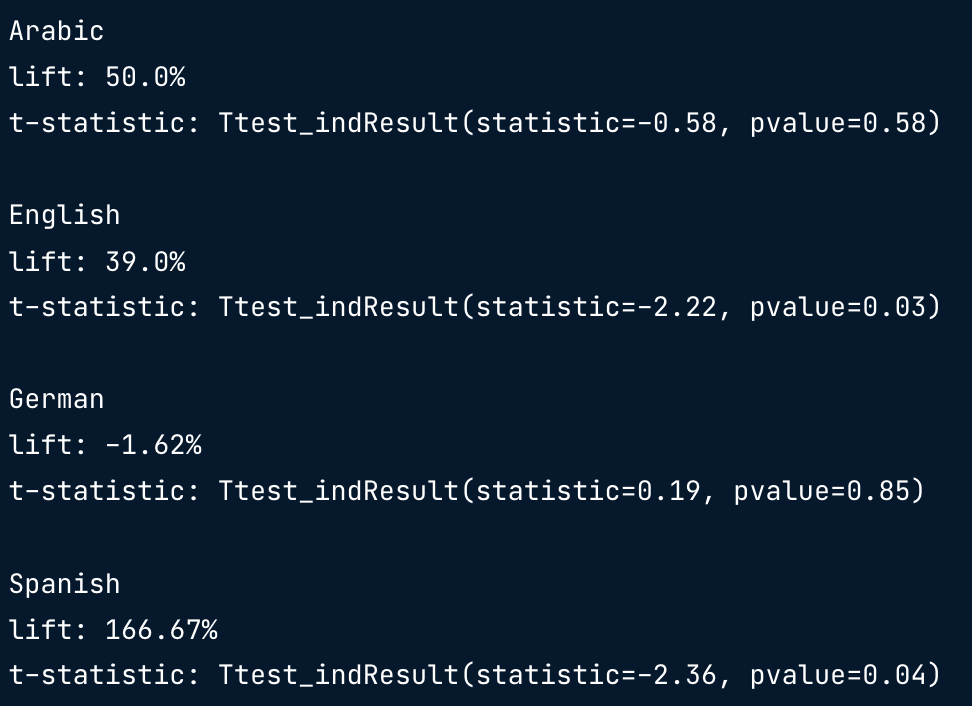 Arabic
lift: 50.0%
t-statistic: Ttest_indResult(statistic=-0.58, pvalue=0.58)
English
lift: 39.0%
t-statistic: Ttest_indResult(statistic=-2.22, pvalue=0.03)
German
lift: -1.62%
t-statistic: Ttest_indResult(statistic=0.19, pvalue=0.85)
Spanish
lift: 166.67%
t-statistic: Ttest_indResult(statistic=-2.36, pvalue=0.04)